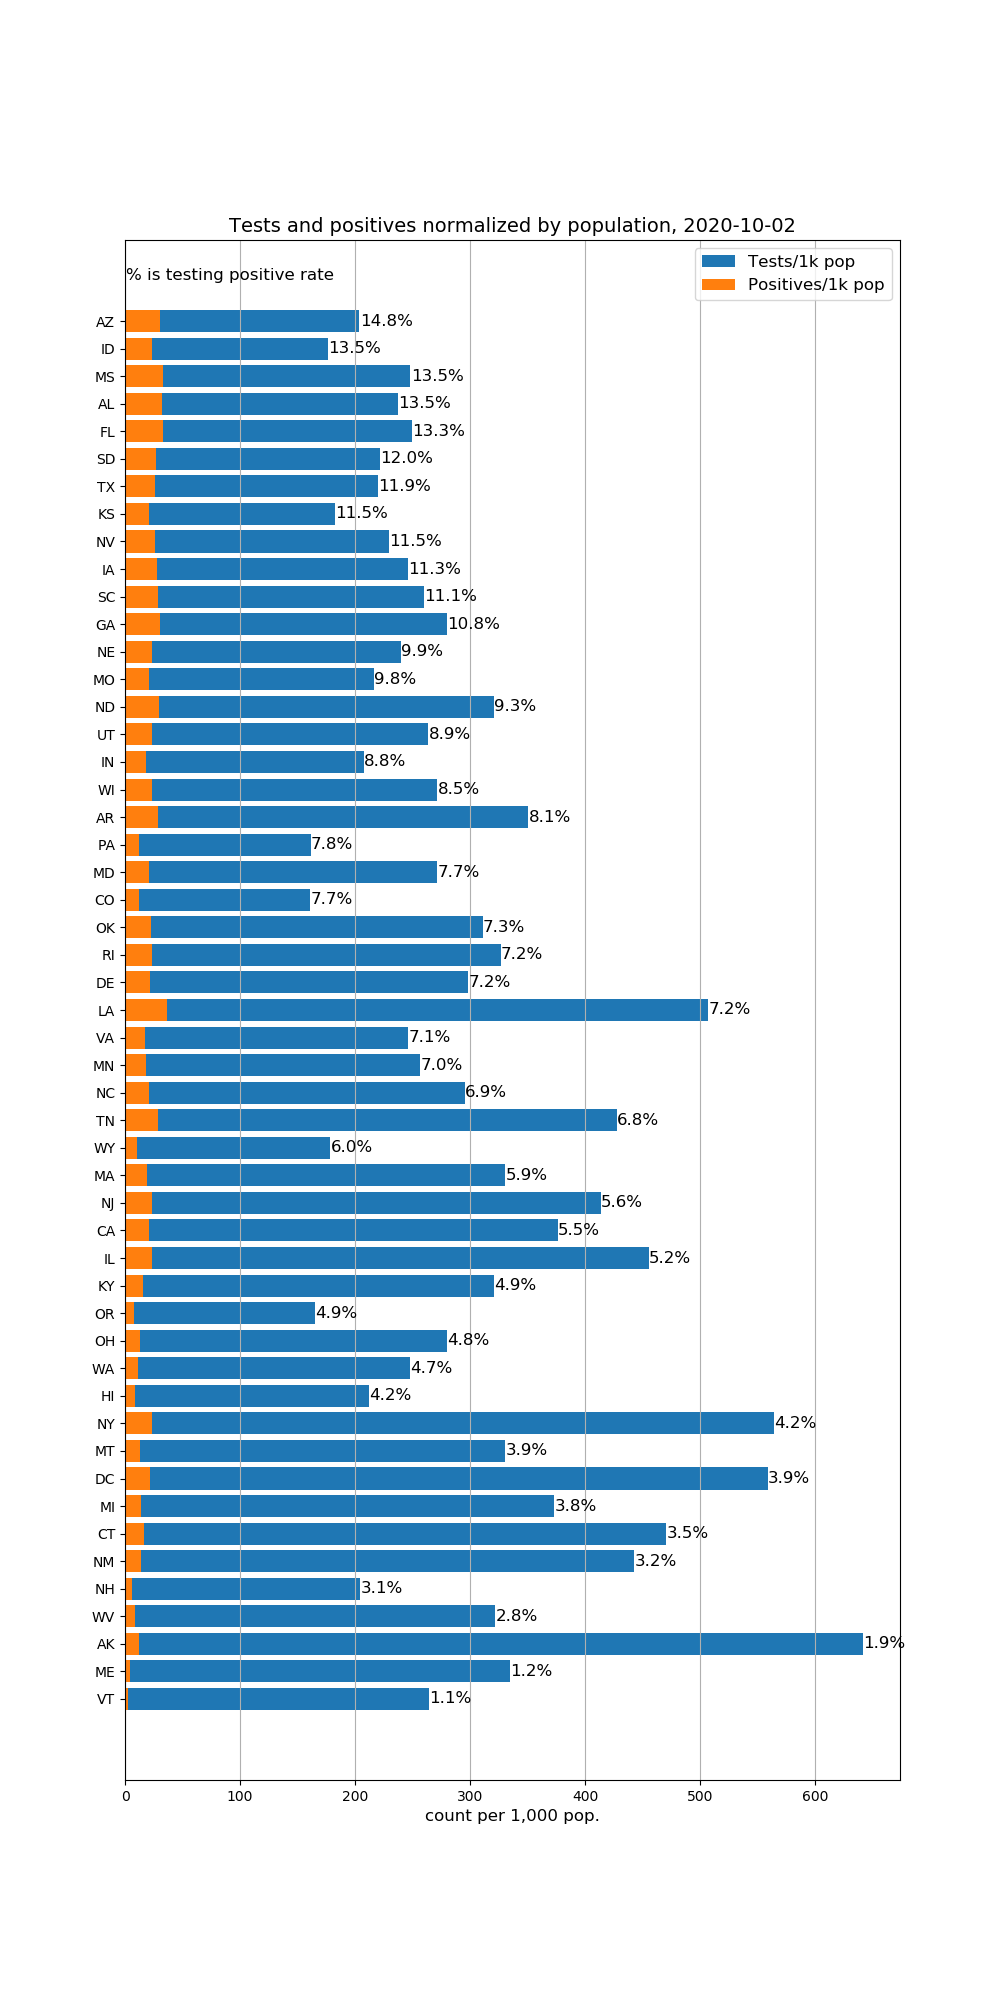 Tests and positives normalized by population, 2020-10-02
% is testing positive rate
Tests/1k pop
Positives/1k pop
AZ 14.8%
ID 13.5%
MS 13.5%
AL 13.5%
FL 13.3%
SD 12.0%
TX 11.9%
KS 11.5%
NV 11.5%
IA 11.3%
SC 11.1%
GA 10.8%
NE 9.9%
MO 9.8%
ND 9.3%
UT 8.9%
IN 8.8%
WI 8.5%
AR 8.1%
PA 7.8%
MD 7.7%
CO 7.7%
OK 7.3%
RI 7.2%
DE 7.2%
LA 7.2%
VA 7.1%
MN 7.0%
NC 6.9%
TN 6.8%
WY 6.0%
MA 5.9%
NJ 5.6%
CA 5.5%
IL 5.2%
KY 4.9%
OR 4.9%
OH 4.8%
WA 4.7%
HI 4.2%
NY 4.2%
MT 3.9%
DC 3.9%
MI 3.8%
CT 3.5%
NM 3.2%
NH 3.1%
WV 2.8%
AK 1.9%
ME 1.2%
VT 1.1%
0 100 200 300 400 500 600
count per 1,000 pop.